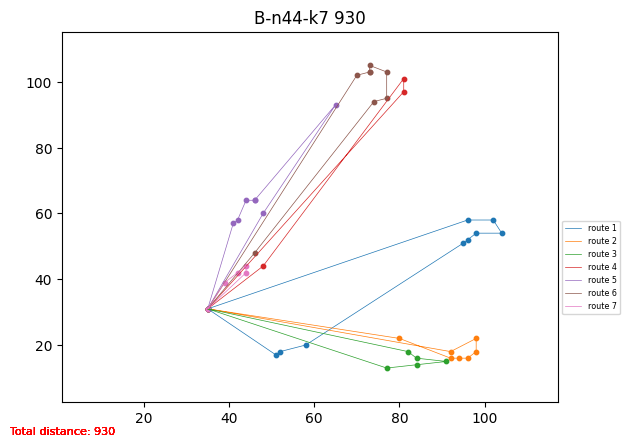 B-n44-k7 930
100
80
60
40
20
20
40
60
80
100
route 1
route 2
route 3
route 4
route 5
route 6
route 7
Total distance: 930